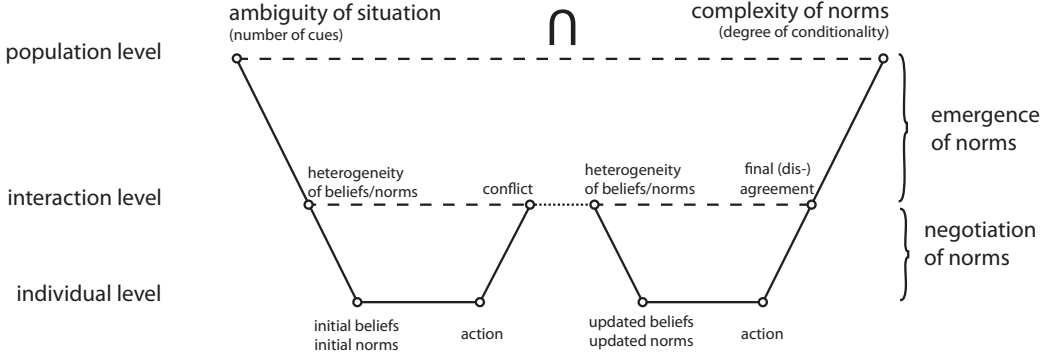 ambiguity of situation
(number of cues)
∩
complexity of norms
(degree of conditionality)
population level
emergence
of norms
heterogeneity
of beliefs/norms
conflict
heterogeneity
of beliefs/norms
final (dis-)
agreement
interaction level
negotiation
of norms
individual level
initial beliefs
initial norms
action
updated beliefs
updated norms
action